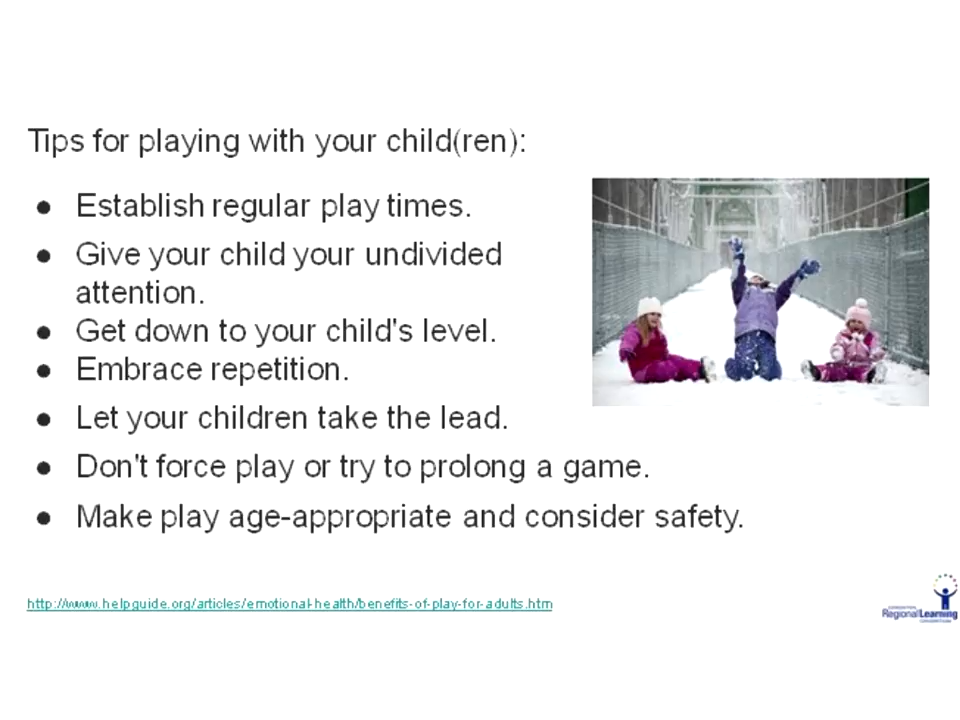 Tips for playing with your child(ren):
● Establish regular play times.
● Give your child your undivided
attention.
● Get down to your child's level.
● Embrace repetition.
● Let your children take the lead.
● Don't force play or try to prolong a game.
● Make play age-appropriate and consider safety.
http://www.helpguide.org/articles/emotional-health/benefits-of-play-for-adults.htm
Regional Learning